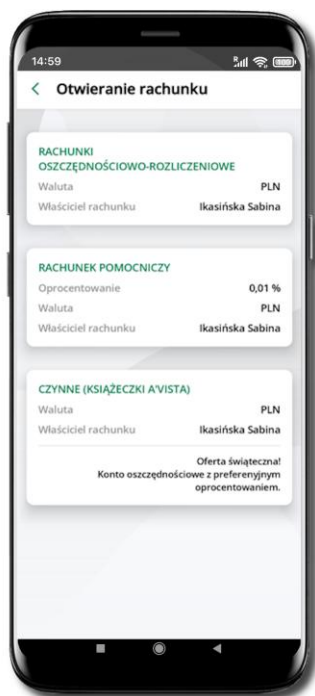 14:59
R
100
Otwieranie rachunku
RACHUNKI
OSZCZĘDNOŚCIOWO-ROZLICZENIOWE
Waluta PLN
Właściciel rachunku Ikasińska Sabina
RACHUNEK POMOCNICZY
Oprocentowanie 0,01 %
Waluta PLN
Właściciel rachunku Ikasińska Sabina
CZYNNE (KSIĄŻECZKI A'VISTA)
Waluta PLN
Właściciel rachunku Ikasińska Sabina
Oferta świąteczna!
Konto oszczędnościowe z preferenyjnym
oprocentowaniem.